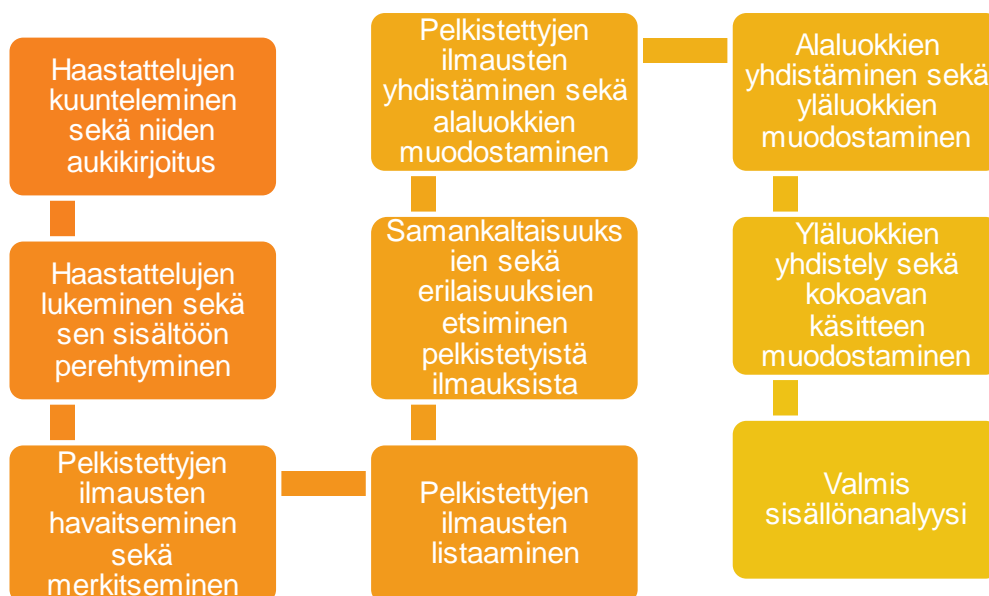 Haastattelujen
kuunteleminen
sekä niiden
aukikirjoitus
Haastattelujen
lukeminen sekä
sen sisältöön
perehtyminen
Pelkistettyjen
ilmausten
havaitseminen
sekä
merkitseminen
Pelkistettyjen
ilmausten
listaaminen
Samankaltaisuuks
ien sekä
erilaisuuksien
etsiminen
pelkistetyistä
ilmauksista
Pelkistettyjen
ilmausten
yhdistäminen sekä
alaluokkien
muodostaminen
Alaluokkien
yhdistäminen sekä
yläluokkien
muodostaminen
Yläluokkien
yhdistely sekä
kokoavan
käsitteen
muodostaminen
Valmis
sisällönanalyysi